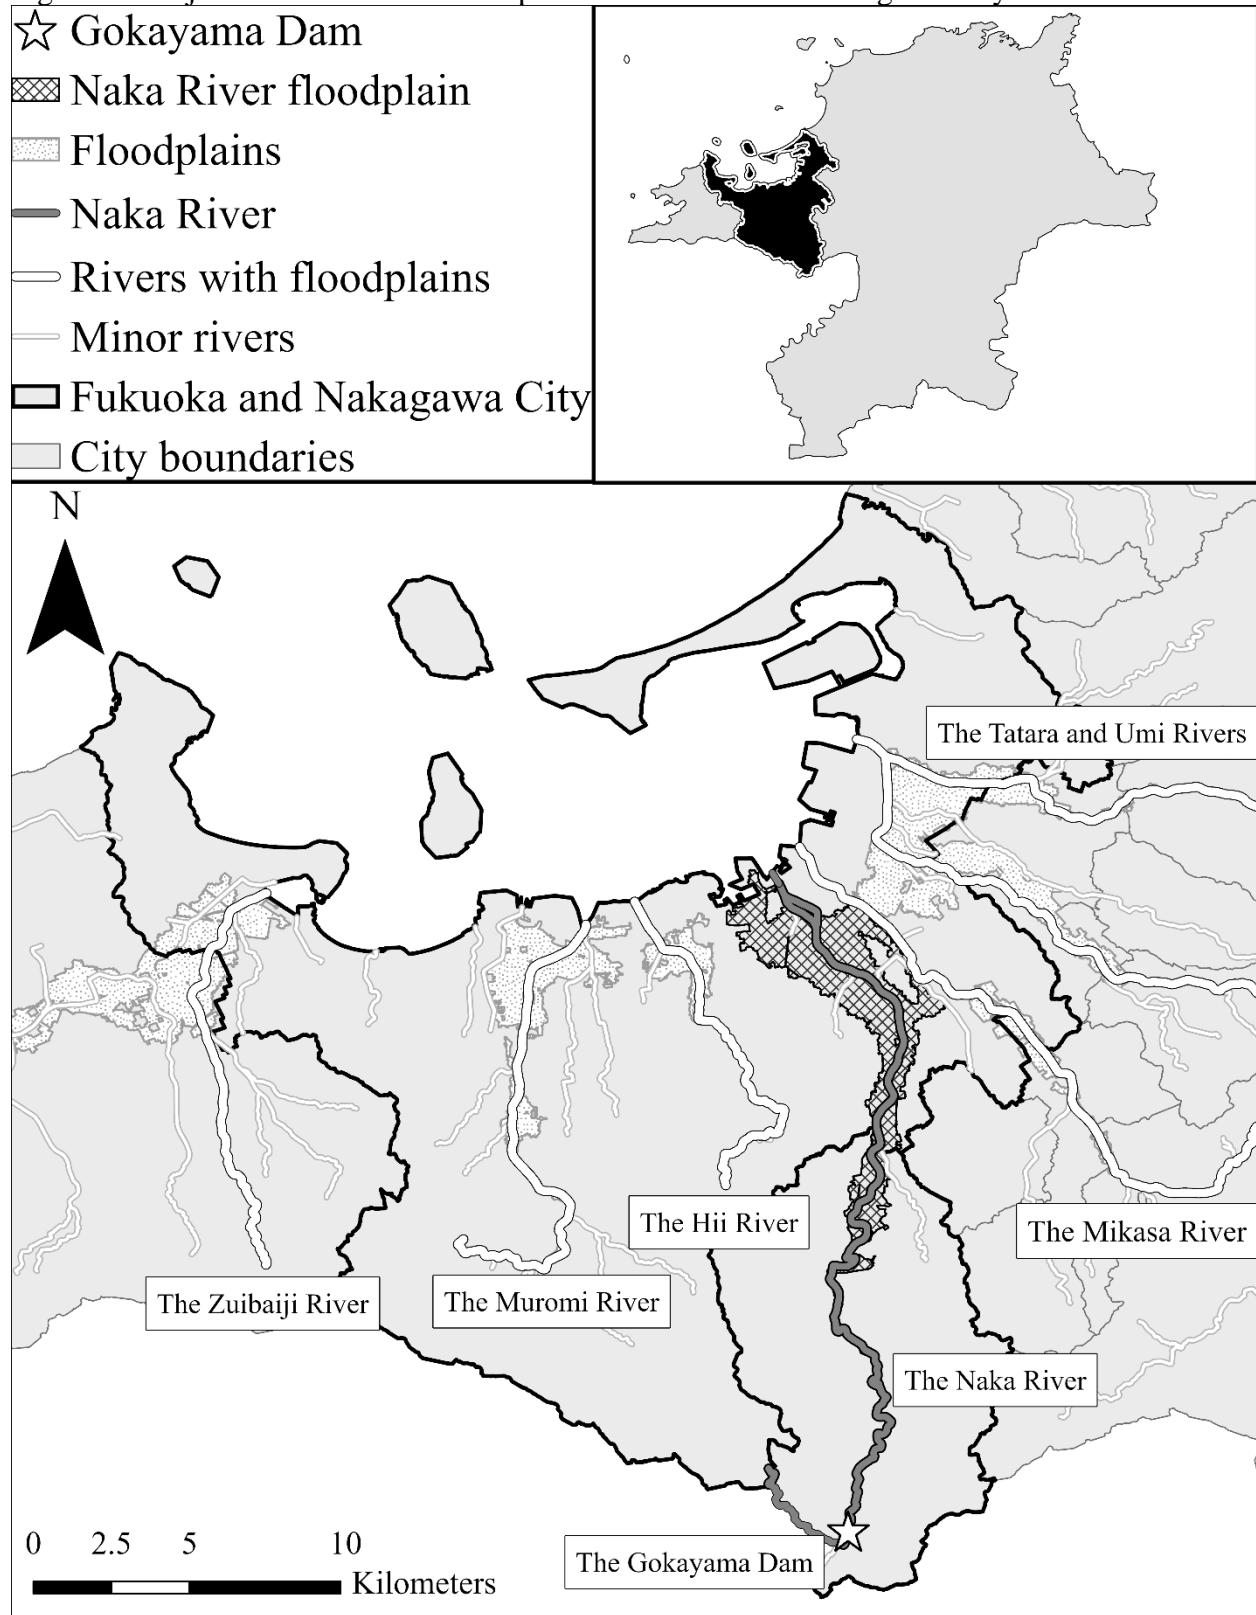 Gokayama Dam
Naka River floodplain
Floodplains
Naka River
Rivers with floodplains
Minor rivers
Fukuoka and Nakagawa City
City boundaries
N
The Tatara and Umi Rivers
The Hii River
The Mikasa River
The Zuibaiji River
The Muromi River
The Naka River
The Gokayama Dam
0 2.5 5 10
Kilometers